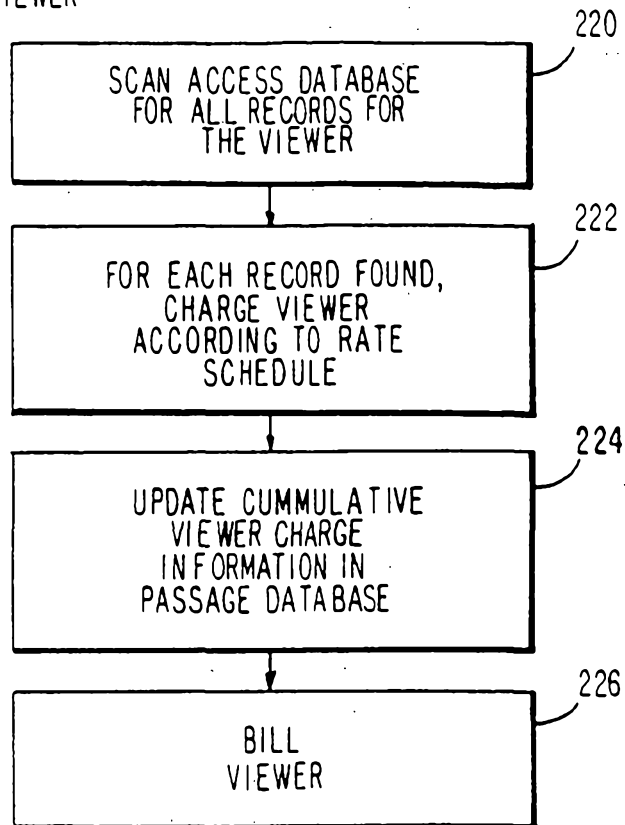 VIEWER
220
SCAN ACCESS DATABASE
FOR ALL RECORDS FOR
THE VIEWER
222
FOR EACH RECORD FOUND,
CHARGE VIEWER
ACCORDING TO RATE
SCHEDULE
224
UPDATE CUMMULATIVE
VIEWER CHARGE
INFORMATION IN
PASSAGE DATABASE
226
BILL
VIEWER